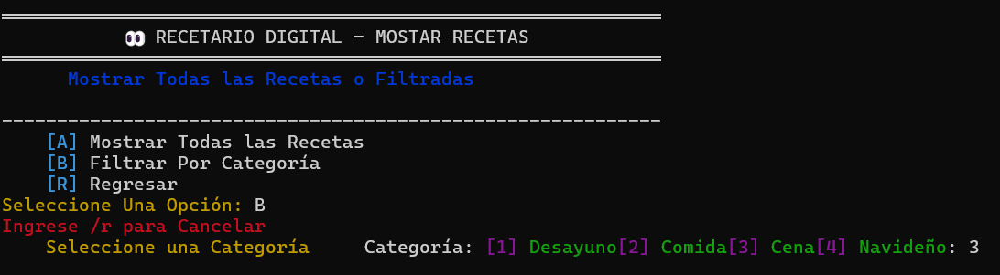 RECETARIO DIGITAL - MOSTAR RECETAS
Mostrar Todas las Recetas o Filtradas
[A] Mostrar Todas las Recetas
[B] Filtrar Por Categoría
[R] Regresar
Seleccione Una Opción: B
Ingrese /r para Cancelar
Seleccione una Categoría Categoría: [1] Desayuno[2] Comida[3] Cena[4] Navideño: 3